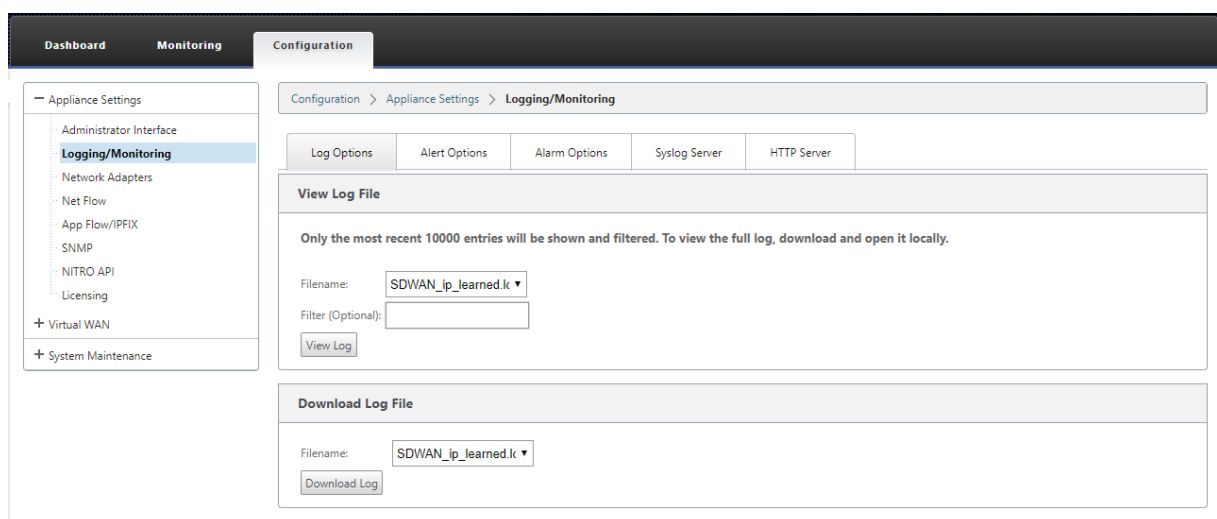 Dashboard Monitoring Configuration
Appliance Settings
Administrator Interface
Logging/Monitoring
Network Adapters
Net Flow
App Flow/IPFIX
SNMP
NITRO API
Licensing
Virtual WAN
System Maintenance
Configuration > Appliance Settings > Logging/Monitoring
Log Options Alert Options Alarm Options Syslog Server HTTP Server
View Log File
Only the most recent 10000 entries will be shown and filtered. To view the full log, download and open it locally.
Filename: SDWAN_ip_learned.lo
Filter (Optional):
View Log
Download Log File
Filename: SDWAN_ip_learned.lo
Download Log